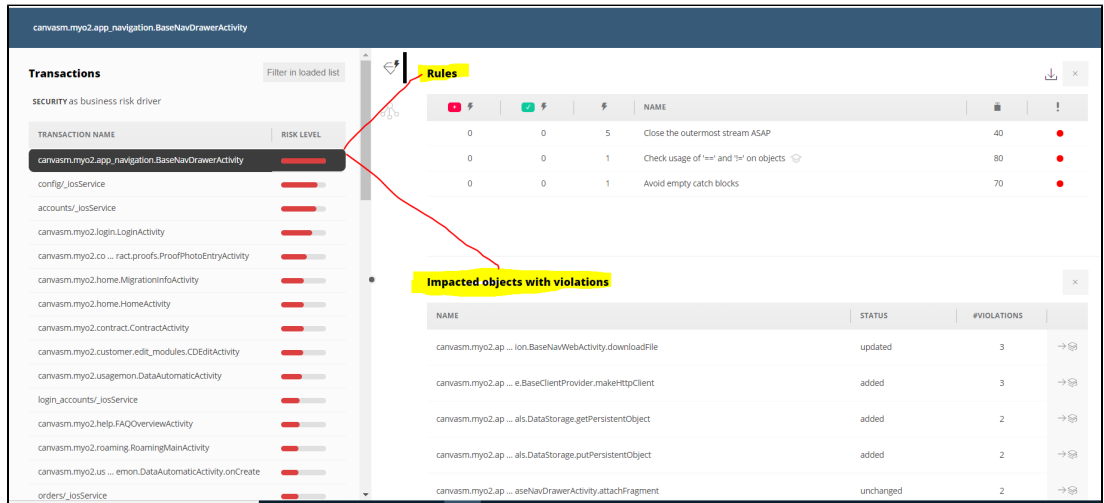 canvasm.myo2.app_navigation.BaseNavDrawerActivity
Transactions
Filter in loaded list
SECURITY as business risk driver
TRANSACTION NAME RISK LEVEL
canvasm.myo2.app_navigation.BaseNavDrawerActivity
config/_iosService
accounts/_iosService
canvasm.myo2.login.LoginActivity
canvasm.myo2.co ... ract.proofs.ProofPhotoEntryActivity
canvasm.myo2.home.MigrationInfoActivity
canvasm.myo2.home.HomeActivity
canvasm.myo2.contract.ContractActivity
canvasm.myo2.customer.edit_modules.CDEditActivity
canvasm.myo2.usagemon.DataAutomaticActivity
login_accounts/_iosService
canvasm.myo2.help.FAQOverviewActivity
canvasm.myo2.roaming.RoamingMainActivity
canvasm.myo2.us ... emon.DataAutomaticActivity.onCreate
orders/_iosService
Rules
NAME !
0 0 5 Close the outermost stream ASAP 40
0 0 1 Check usage of '==' and '!=' on objects 80
0 0 1 Avoid empty catch blocks 70
Impacted objects with violations
NAME STATUS #VIOLATIONS
canvasm.myo2.ap ... ion.BaseNavWebActivity.downloadFile updated 3
canvasm.myo2.ap ... e.BaseClientProvider.makeHttpClient added 3
canvasm.myo2.ap ... als.DataStorage.getPersistentObject added 2
canvasm.myo2.ap ... als.DataStorage.putPersistentObject added 2
canvasm.myo2.ap ... aseNavDrawerActivity.attachFragment unchanged 2